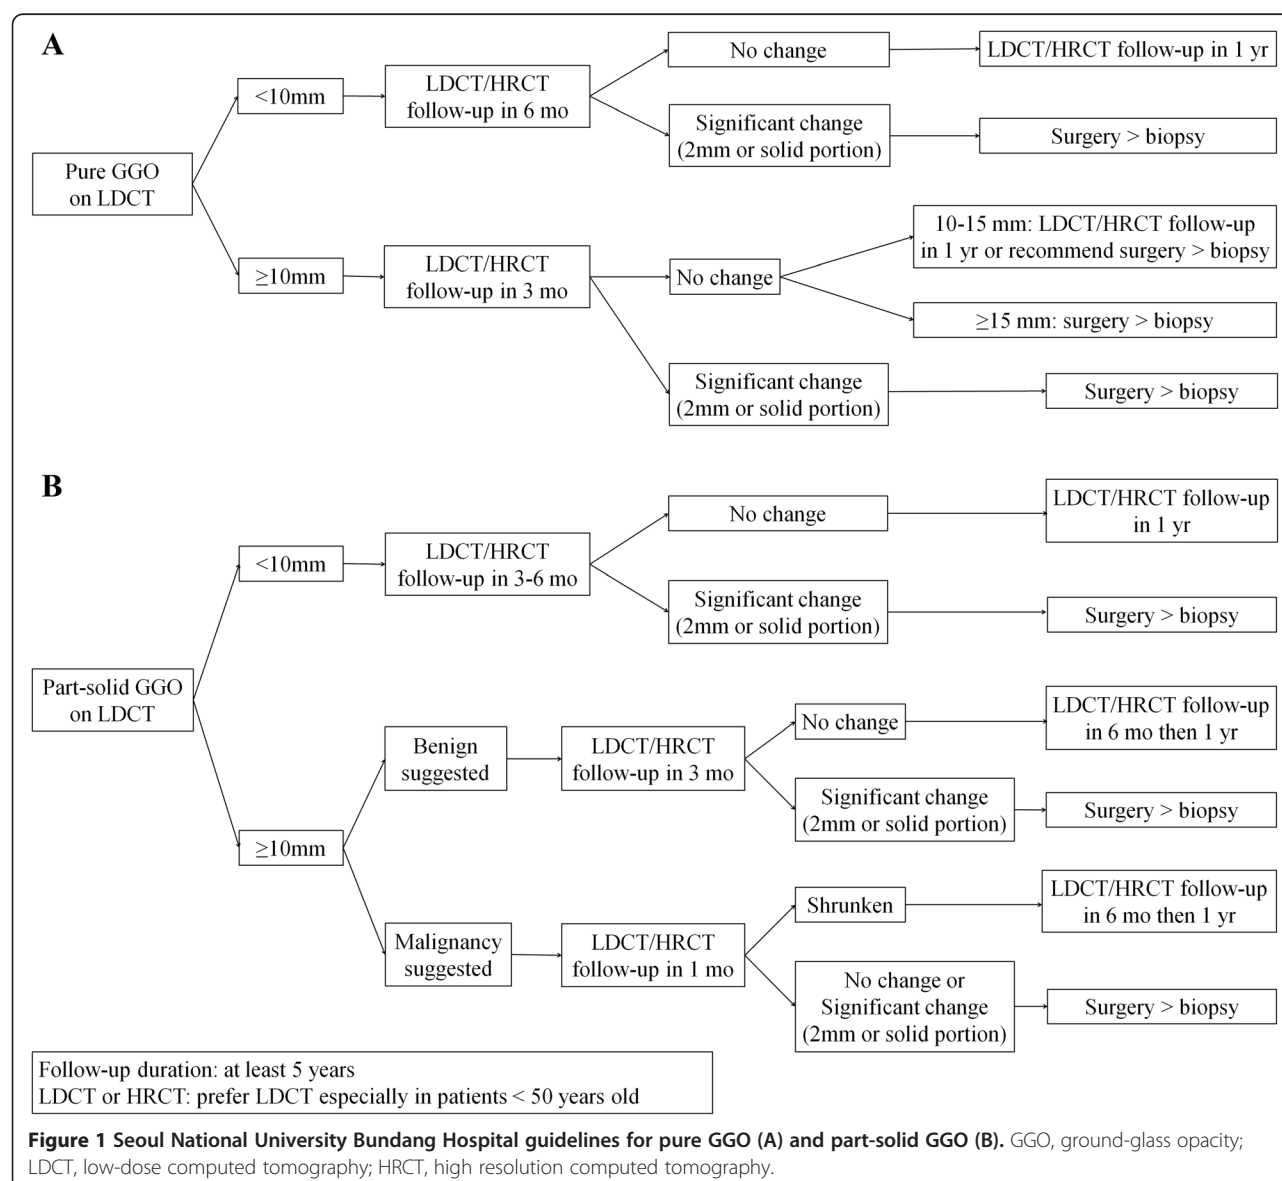 A
Pure GGO
on LDCT
<10mm
LDCT/HRCT
follow-up in 6 mo
No change
LDCT/HRCT follow-up in 1 yr
Significant change
(2mm or solid portion)
Surgery > biopsy
≥10mm
LDCT/HRCT
follow-up in 3 mo
No change
10-15 mm: LDCT/HRCT follow-up
in 1 yr or recommend surgery > biopsy
≥15 mm: surgery > biopsy
Significant change
(2mm or solid portion)
Surgery > biopsy
B
Part-solid GGO
on LDCT
<10mm
LDCT/HRCT
follow-up in 3-6 mo
No change
LDCT/HRCT follow-up
in 1 yr
Significant change
(2mm or solid portion)
Surgery > biopsy
≥10mm
Benign
suggested
LDCT/HRCT
follow-up in 3 mo
No change
LDCT/HRCT follow-up
in 6 mo then 1 yr
Significant change
(2mm or solid portion)
Surgery > biopsy
Malignancy
suggested
LDCT/HRCT
follow-up in 1 mo
Shrunken
LDCT/HRCT follow-up
in 6 mo then 1 yr
No change or
Significant change
(2mm or solid portion)
Surgery > biopsy
Follow-up duration: at least 5 years
LDCT or HRCT: prefer LDCT especially in patients < 50 years old
Figure 1 Seoul National University Bundang Hospital guidelines for pure GGO (A) and part-solid GGO (B). GGO, ground-glass opacity;
LDCT, low-dose computed tomography; HRCT, high resolution computed tomography.